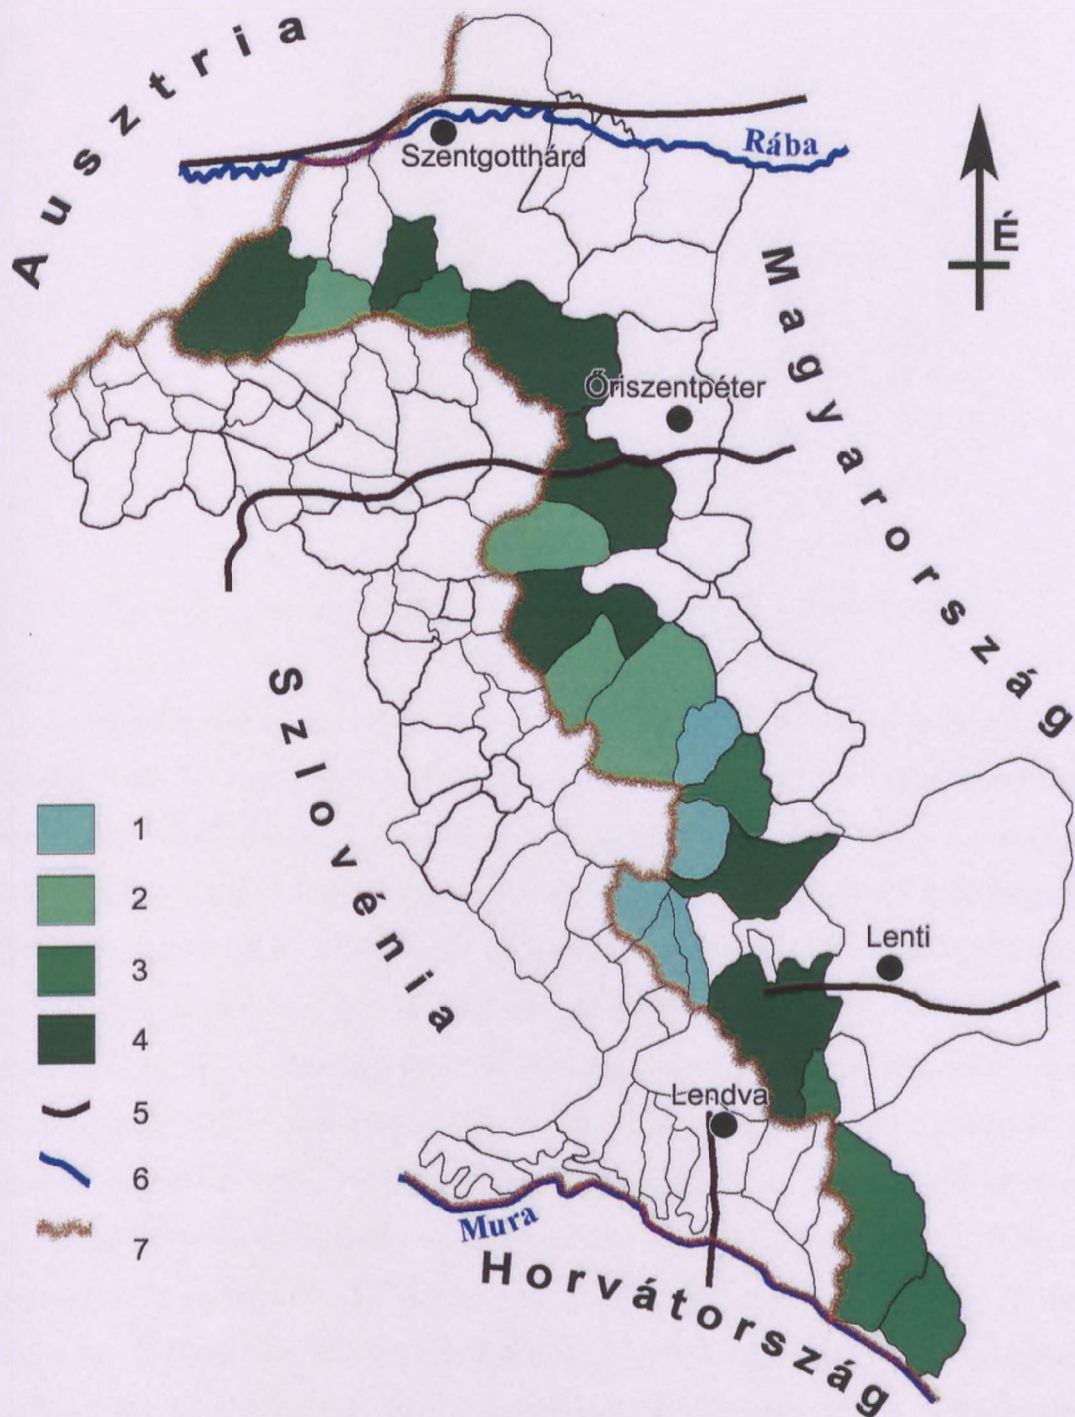 Ausztria
Szentgotthárd
Rába
É
Magyarország
Őriszentpéter
Szlovénia
1
2
3
4
5
6
7
Lenti
Lendva
Mura
Horvátország